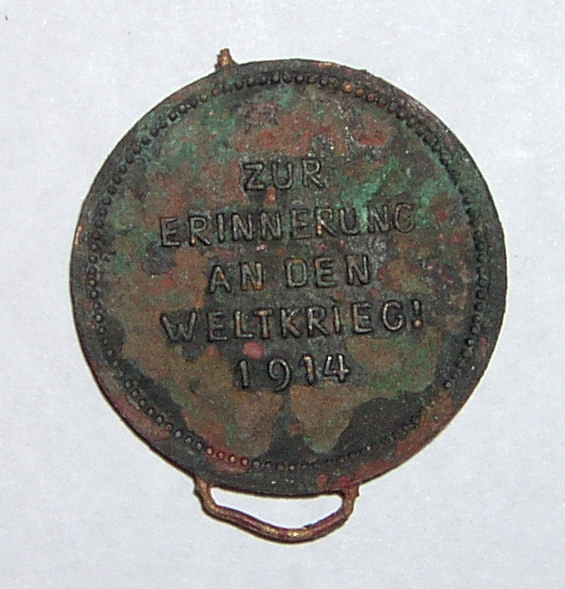 ZUR
ERINNERUNG
AN DEN
WELTKRIEG!
1914